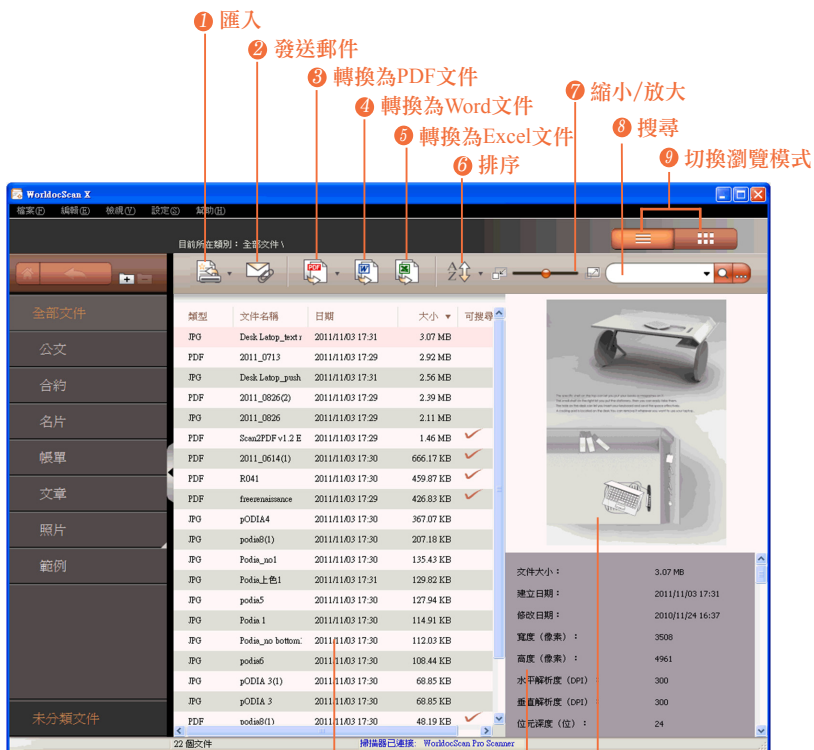 1 匯入
2 發送郵件
3 轉換為PDF文件
4 轉換為Word文件
5 轉換為Excel文件
6 排序
7 縮小/放大
8 搜尋
9 切換瀏覽模式
WorldocScan X
檔案(F) 編輯(E) 檢視(V) 設定(S) 幫助(H)
目前所在類別：全部文件 \
全部文件
公文
合約
名片
帳單
文章
照片
範例
未分類文件
類型 文件名稱 日期 大小 ▼ 可搜尋
JPG Desk Latop_text r 2011/11/03 17:31 3.07 MB
PDF 2011_0713 2011/11/03 17:29 2.92 MB
JPG Desk Latop_push 2011/11/03 17:31 2.56 MB
PDF 2011_0826(2) 2011/11/03 17:29 2.39 MB
JPG 2011_0826 2011/11/03 17:29 2.11 MB
PDF Scan2PDF v1.2 E 2011/11/03 17:29 1.46 MB
PDF 2011_0614(1) 2011/11/03 17:30 666.17 KB
PDF R041 2011/11/03 17:30 459.87 KB
PDF freerenaissance 2011/11/03 17:29 426.83 KB
JPG pODIA4 2011/11/03 17:30 367.07 KB
JPG podia8(1) 2011/11/03 17:30 207.18 KB
JPG Podia_no1 2011/11/03 17:30 135.43 KB
JPG Podia上色1 2011/11/03 17:31 129.82 KB
JPG podia5 2011/11/03 17:30 127.94 KB
JPG Podia 1 2011/11/03 17:30 114.91 KB
JPG Podia_no bottom 2011/11/03 17:30 112.03 KB
JPG podia6 2011/11/03 17:30 108.44 KB
JPG pODIA 3(1) 2011/11/03 17:30 68.85 KB
JPG pODIA 3 2011/11/03 17:30 68.85 KB
PDF podia8(1) 2011/11/03 17:30 48.19 KB
文件大小： 3.07 MB
建立日期： 2011/11/03 17:31
修改日期： 2010/11/24 16:37
寬度（像素）： 3508
高度（像素）： 4961
水平解析度（DPI）： 300
垂直解析度（DPI）： 300
位元深度（位）： 24
22 個文件 掃描器已連接: WorldocScan Pro Scanner